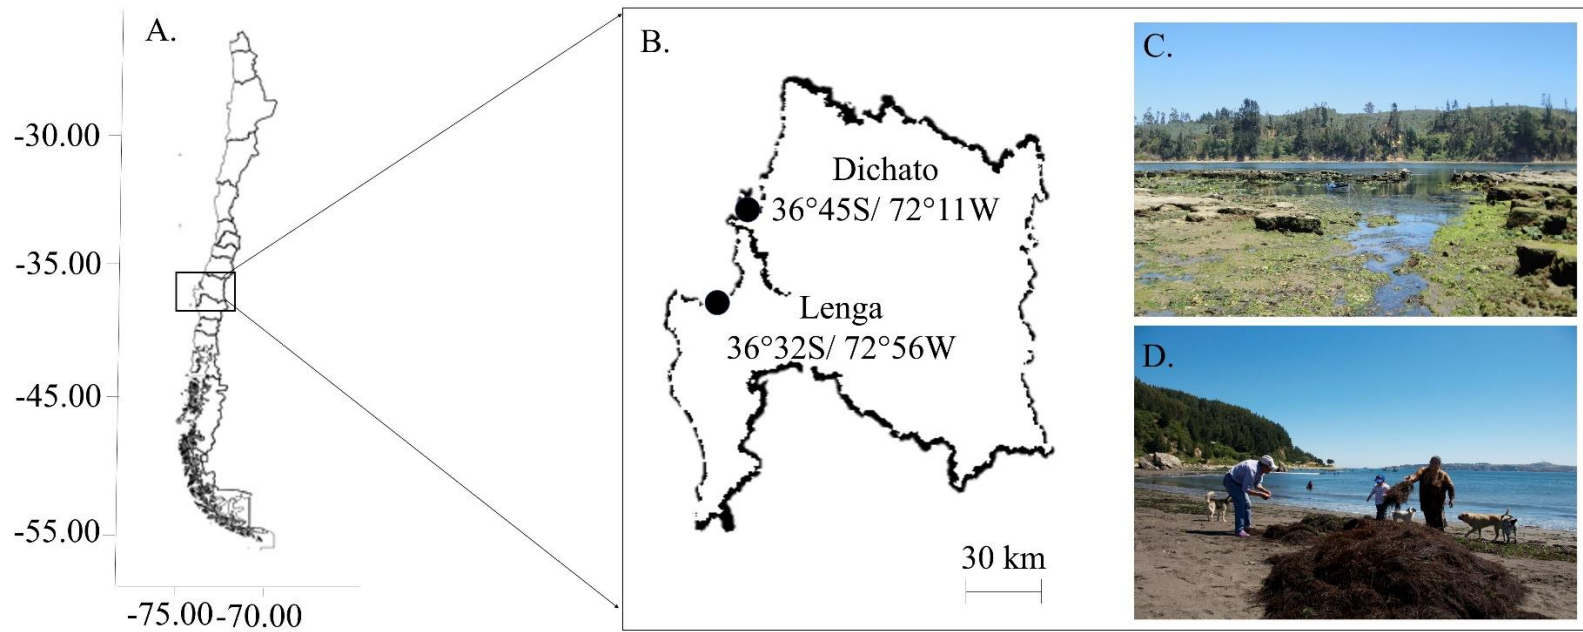 A.
-30.00
-35.00
-45.00
-55.00
-75.00
-70.00
B.
Dichato
36°45S/ 72°11W
Lenga
36°32S/ 72°56W
30 km
C.
D.